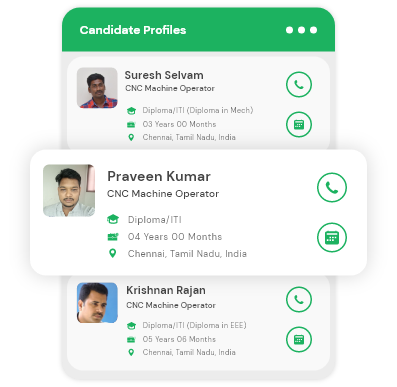 Candidate Profiles
Suresh Selvam
CNC Machine Operator
Diploma/ITI (Diploma in Mech)
03 Years 00 Months
Chennai, Tamil Nadu, India
Praveen Kumar
CNC Machine Operator
Diploma/ITI
04 Years 00 Months
Chennai, Tamil Nadu, India
Krishnan Rajan
CNC Machine Operator
Diploma/ITI (Diploma in EEE)
05 Years 06 Months
Chennai, Tamil Nadu, India